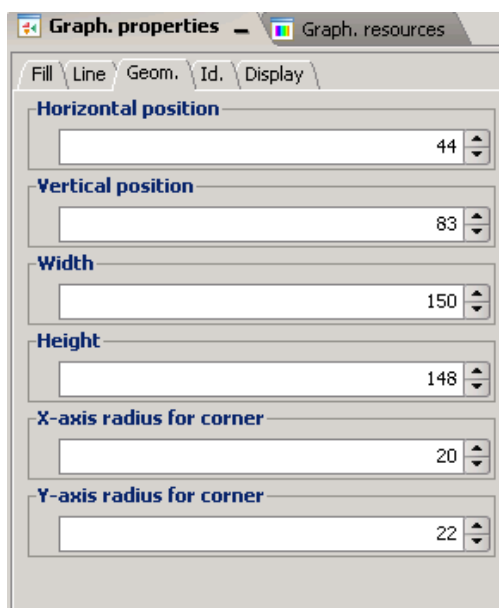 Graph. properties Graph. resources
Fill Line Geom. Id. Display
Horizontal position
44
Vertical position
83
Width
150
Height
148
X-axis radius for corner
20
Y-axis radius for corner
22